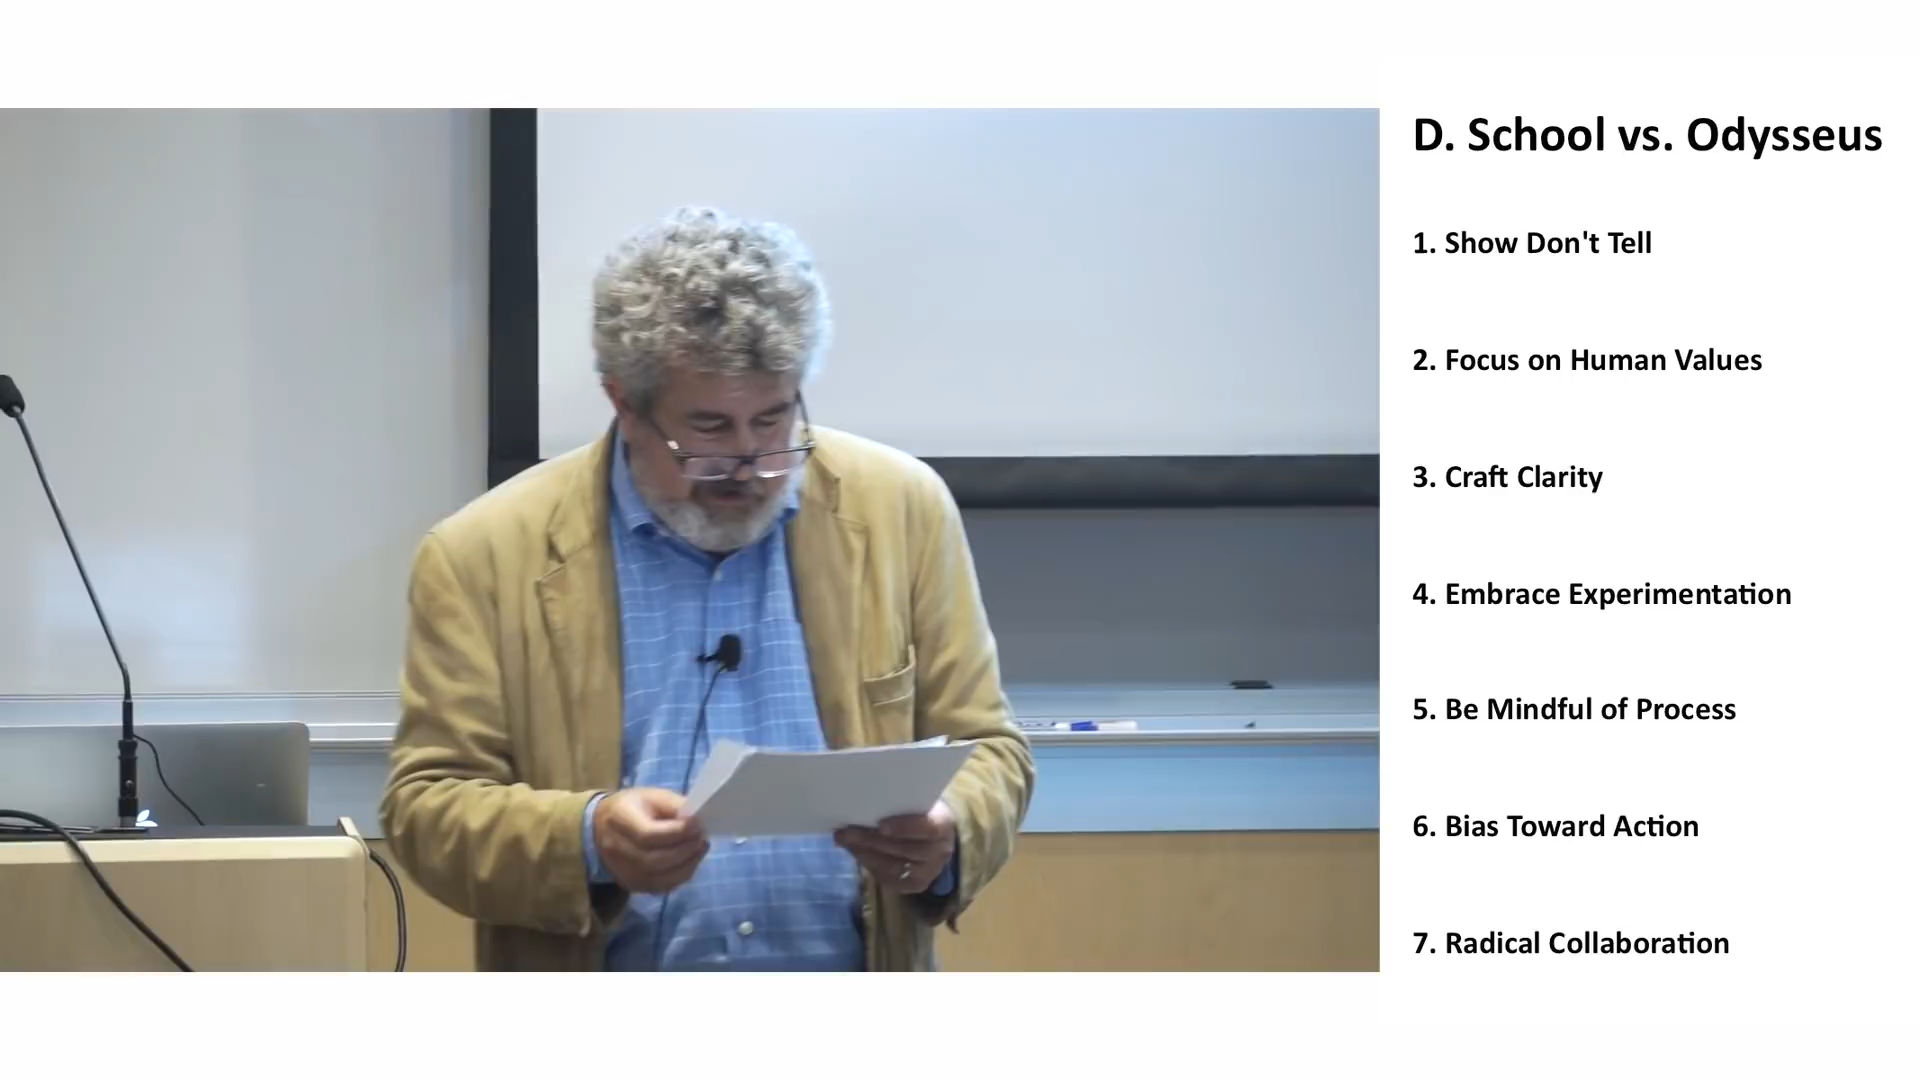 D. School vs. Odysseus
1. Show Don't Tell
2. Focus on Human Values
3. Craft Clarity
4. Embrace Experimentation
5. Be Mindful of Process
6. Bias Toward Action
7. Radical Collaboration